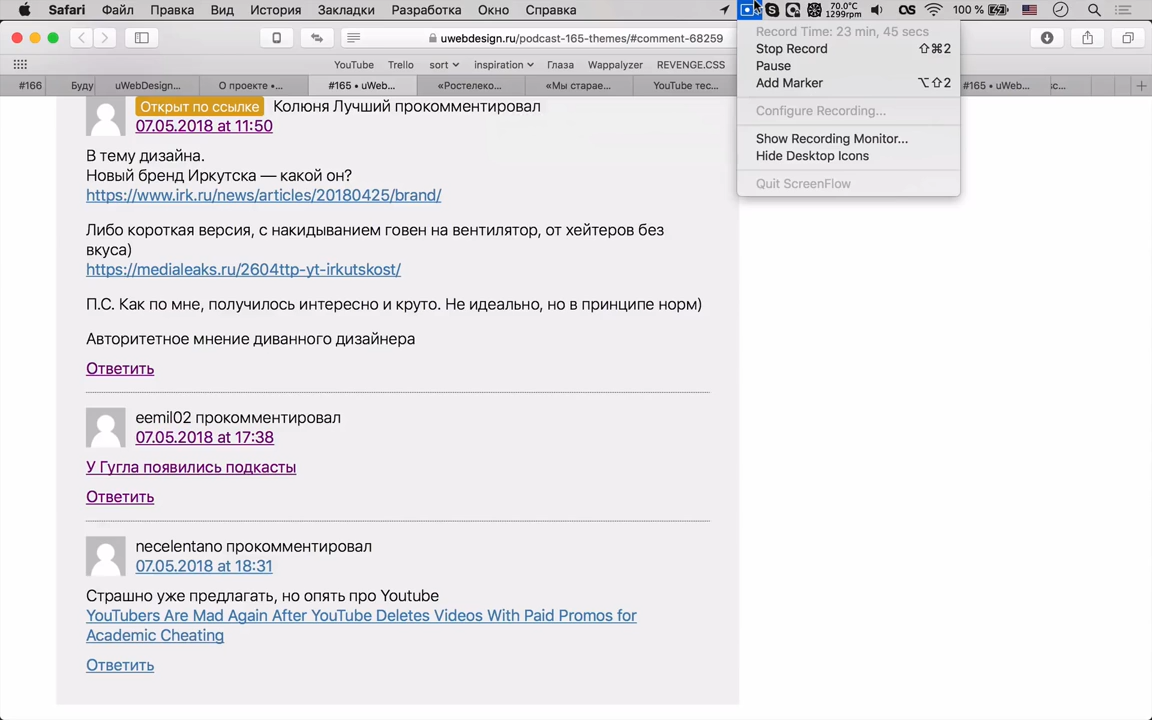 Safari Файл Правка Вид История Закладки Разработка Окно Справка
70.0°C
1299rpm
OS
100 %
uwebdesign.ru/podcast-165-themes/#comment-68259
YouTube Trello sort inspiration Глаза Wappalyzer REVENGE.CSS
#166 Буду uWebDesign... О проекте •... #165 • uWeb... «Ростелеко... «Мы старае... YouTube тес... #165 • uWeb... :с...
Record Time: 23 min, 45 secs
Stop Record ⇧⌘2
Pause
Add Marker ⌥⇧2
Configure Recording...
Show Recording Monitor...
Hide Desktop Icons
Quit ScreenFlow
Открыт по ссылке Колюня Лучший прокомментировал
07.05.2018 at 11:50
В тему дизайна.
Новый бренд Иркутска — какой он?
https://www.irk.ru/news/articles/20180425/brand/
Либо короткая версия, с накидыванием говен на вентилятор, от хейтеров без
вкуса)
https://medialeaks.ru/2604ttp-yt-irkutskost/
П.С. Как по мне, получилось интересно и круто. Не идеально, но в принципе норм)
Авторитетное мнение диванного дизайнера
Ответить
eemil02 прокомментировал
07.05.2018 at 17:38
У Гугла появились подкасты
Ответить
necelentano прокомментировал
07.05.2018 at 18:31
Страшно уже предлагать, но опять про Youtube
YouTubers Are Mad Again After YouTube Deletes Videos With Paid Promos for
Academic Cheating
Ответить